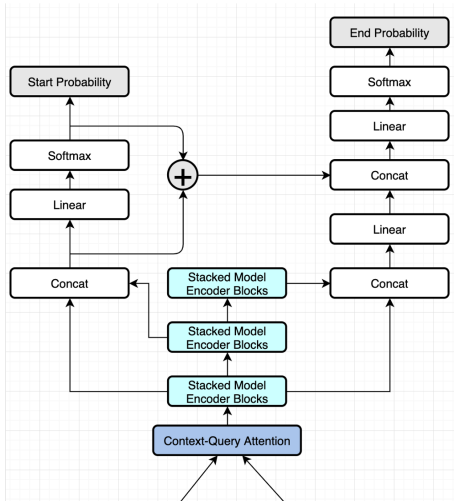 End Probability
Start Probability
Softmax
Linear
Softmax
+
Concat
Linear
Linear
Concat
Stacked Model
Encoder Blocks
Concat
Stacked Model
Encoder Blocks
Stacked Model
Encoder Blocks
Context-Query Attention